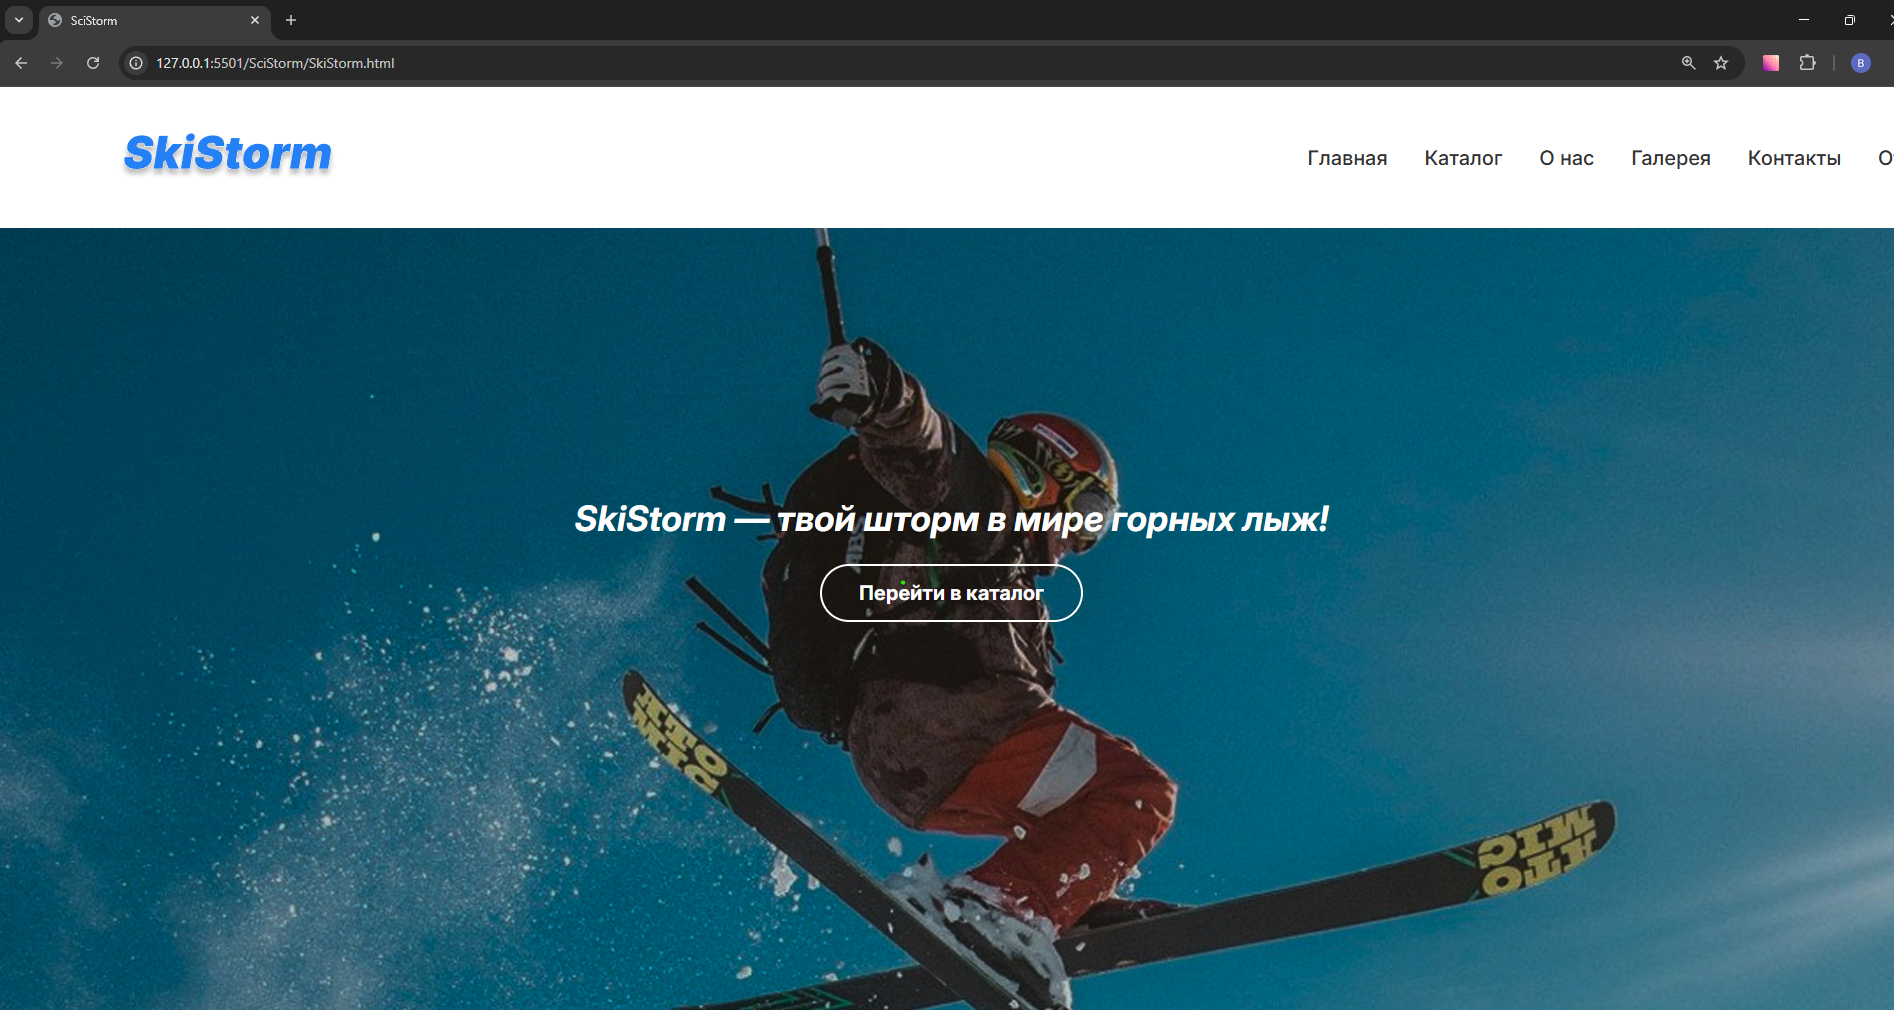 SciStorm
127.0.0.1:5501/SciStorm/SkiStorm.html
B
SkiStorm
Главная Каталог О нас Галерея Контакты
SkiStorm — твой шторм в мире горных лыж!
Перейти в каталог